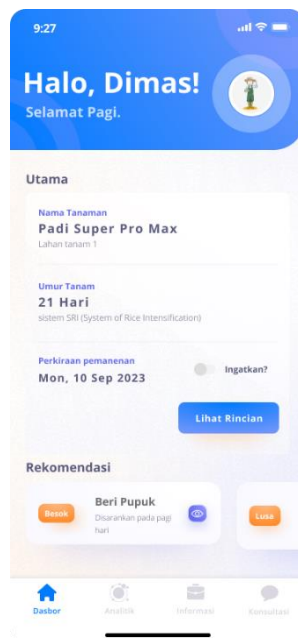 9:27
Halo, Dimas!
Selamat Pagi.
Utama
Nama Tanaman
Padi Super Pro Max
Lahan tanam 1
Umur Tanam
21 Hari
sistem SRI (System of Rice Intensification)
Perkiraan pemanenan
Mon, 10 Sep 2023
Ingatkan?
Lihat Rincian
Rekomendasi
Besok
Beri Pupuk
Disarankan pada pagi
hari
Lusa
Dasbor
Analitik
Informasi
Konsultasi